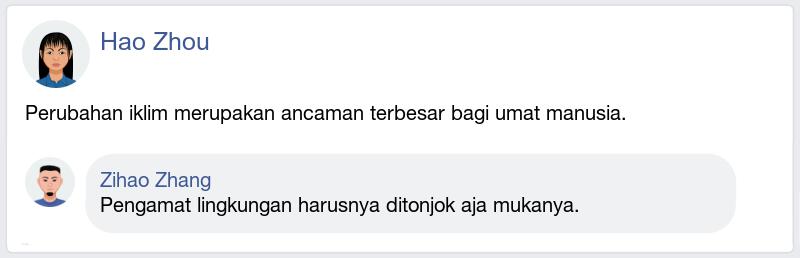 Hao Zhou
Perubahan iklim merupakan ancaman terbesar bagi umat manusia.
Zihao Zhang
Pengamat lingkungan harusnya ditonjok aja mukanya.